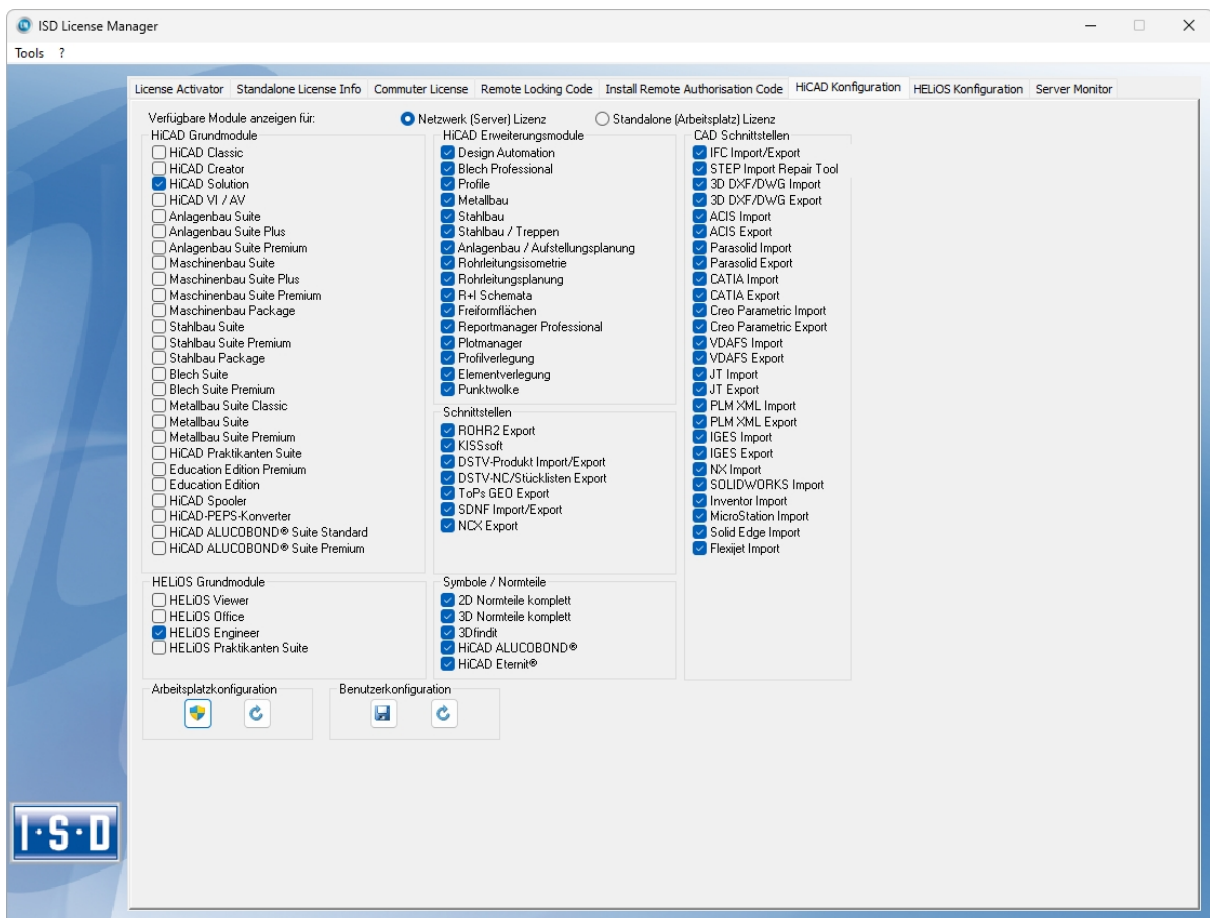 ISD License Manager
Tools ?
License Activator Standalone License Info Commuter License Remote Locking Code Install Remote Authorisation Code HiCAD Konfiguration HELiOS Konfiguration Server Monitor
Verfügbare Module anzeigen für: Netzwerk (Server) Lizenz Standalone (Arbeitsplatz) Lizenz
HiCAD Grundmodule
HiCAD Classic
HiCAD Creator
HiCAD Solution
HiCAD VI / AV
Anlagenbau Suite
Anlagenbau Suite Plus
Anlagenbau Suite Premium
Maschinenbau Suite
Maschinenbau Suite Plus
Maschinenbau Suite Premium
Maschinenbau Package
Stahlbau Suite
Stahlbau Suite Premium
Stahlbau Package
Blech Suite
Blech Suite Premium
Metallbau Suite Classic
Metallbau Suite
Metallbau Suite Premium
HiCAD Praktikanten Suite
Education Edition Premium
Education Edition
HiCAD Spooler
HiCAD-PEPS-Konverter
HiCAD ALUCOBOND® Suite Standard
HiCAD ALUCOBOND® Suite Premium
HELiOS Grundmodule
HELiOS Viewer
HELiOS Office
HELiOS Engineer
HELiOS Praktikanten Suite
HiCAD Erweiterungsmodule
Design Automation
Blech Professional
Profile
Metallbau
Stahlbau
Stahlbau / Treppen
Anlagenbau / Aufstellungsplanung
Rohrleitungsisometrie
Rohrleitungsplanung
R+I Schemata
Freiformflächen
Reportmanager Professional
Plotmanager
Profilverlegung
Elementverlegung
Punktwolke
Schnittstellen
ROHR2 Export
KISSsoft
DSTV-Produkt Import/Export
DSTV-NC/Stücklisten Export
ToPs GEO Export
SDNF Import/Export
NCX Export
Symbole / Normteile
2D Normteile komplett
3D Normteile komplett
3Dfindit
HiCAD ALUCOBOND®
HiCAD Eternit®
CAD Schnittstellen
IFC Import/Export
STEP Import Repair Tool
3D DXF/DWG Import
3D DXF/DWG Export
ACIS Import
ACIS Export
Parasolid Import
Parasolid Export
CATIA Import
CATIA Export
Creo Parametric Import
Creo Parametric Export
VDAFS Import
VDAFS Export
JT Import
JT Export
PLM XML Import
PLM XML Export
IGES Import
IGES Export
NX Import
SOLIDWORKS Import
Inventor Import
MicroStation Import
Solid Edge Import
Flexijet Import
Arbeitsplatzkonfiguration
Benutzerkonfiguration
I·S·D